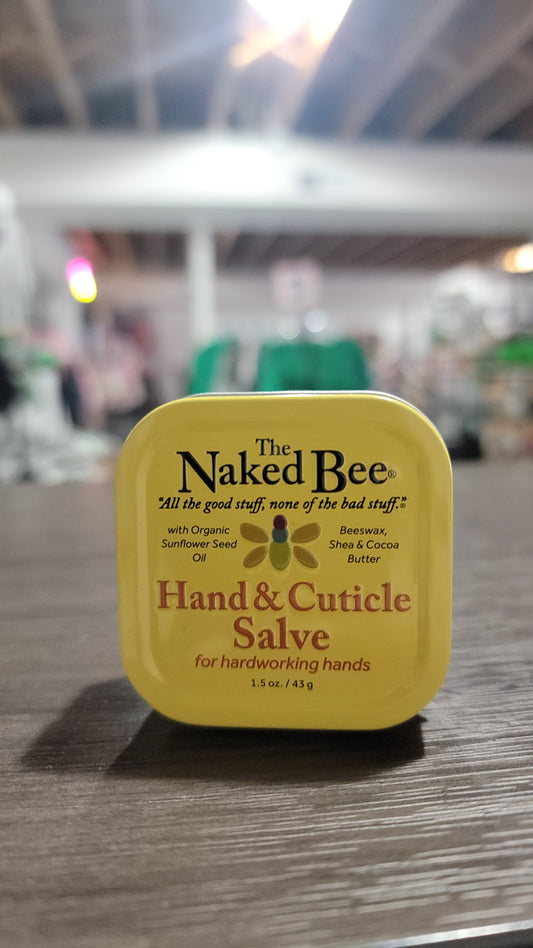 The
Naked Bee®
"All the good stuff, none of the bad stuff."®
with Organic
Sunflower Seed
Oil
Beeswax,
Shea & Cocoa
Butter
Hand & Cuticle
Salve
for hardworking hands
1.5 oz. / 43 g